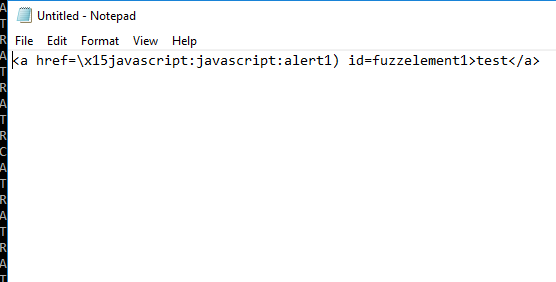 Untitled - Notepad
File Edit Format View Help
<a href=\x15javascript:javascript:alert1) id=fuzzelement1>test</a>
A
T
R
A
T
R
A
T
R
C
A
T
R
A
T
R
A
T
R
A
T